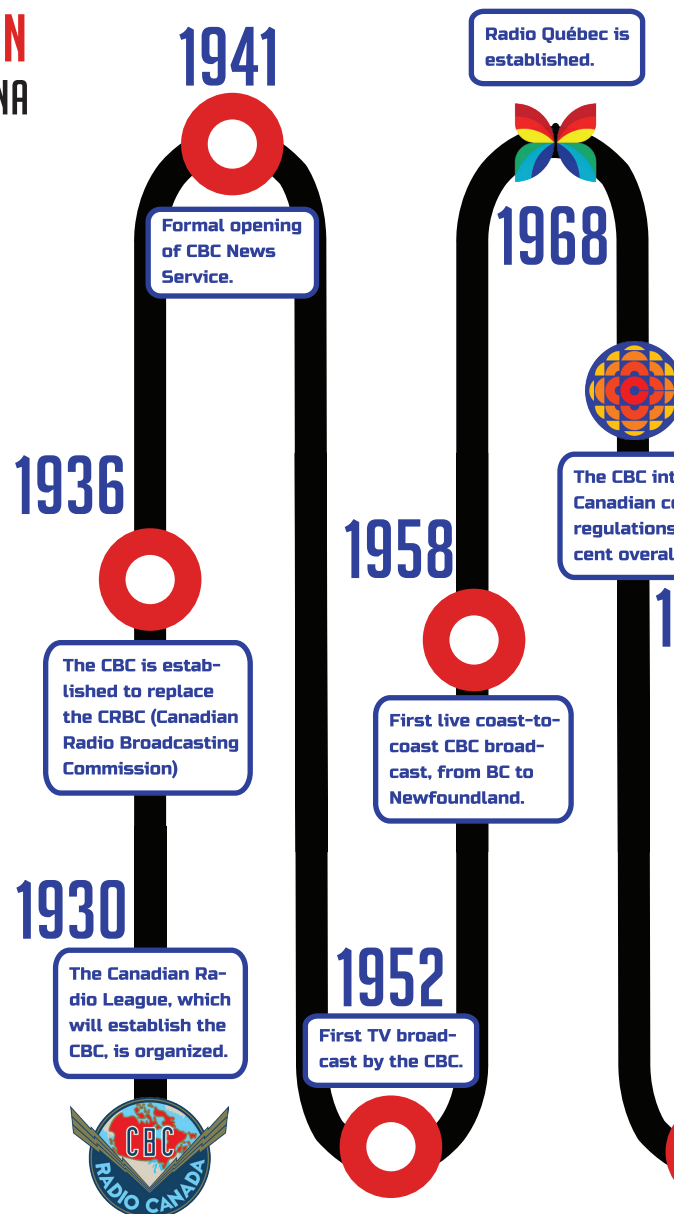 N
NA
1941
Formal opening
of CBC News
Service.
1936
The CBC is estab-
lished to replace
the CRBC (Canadian
Radio Broadcasting
Commission)
1930
The Canadian Ra-
dio League, which
will establish the
CBC, is organized.
CBC
RADIO CANADA
1952
First TV broad-
cast by the CBC.
1958
First live coast-to-
coast CBC broad-
cast, from BC to
Newfoundland.
Radio Québec is
established.
1968
The CBC int
Canadian co
regulations
cent overal
1